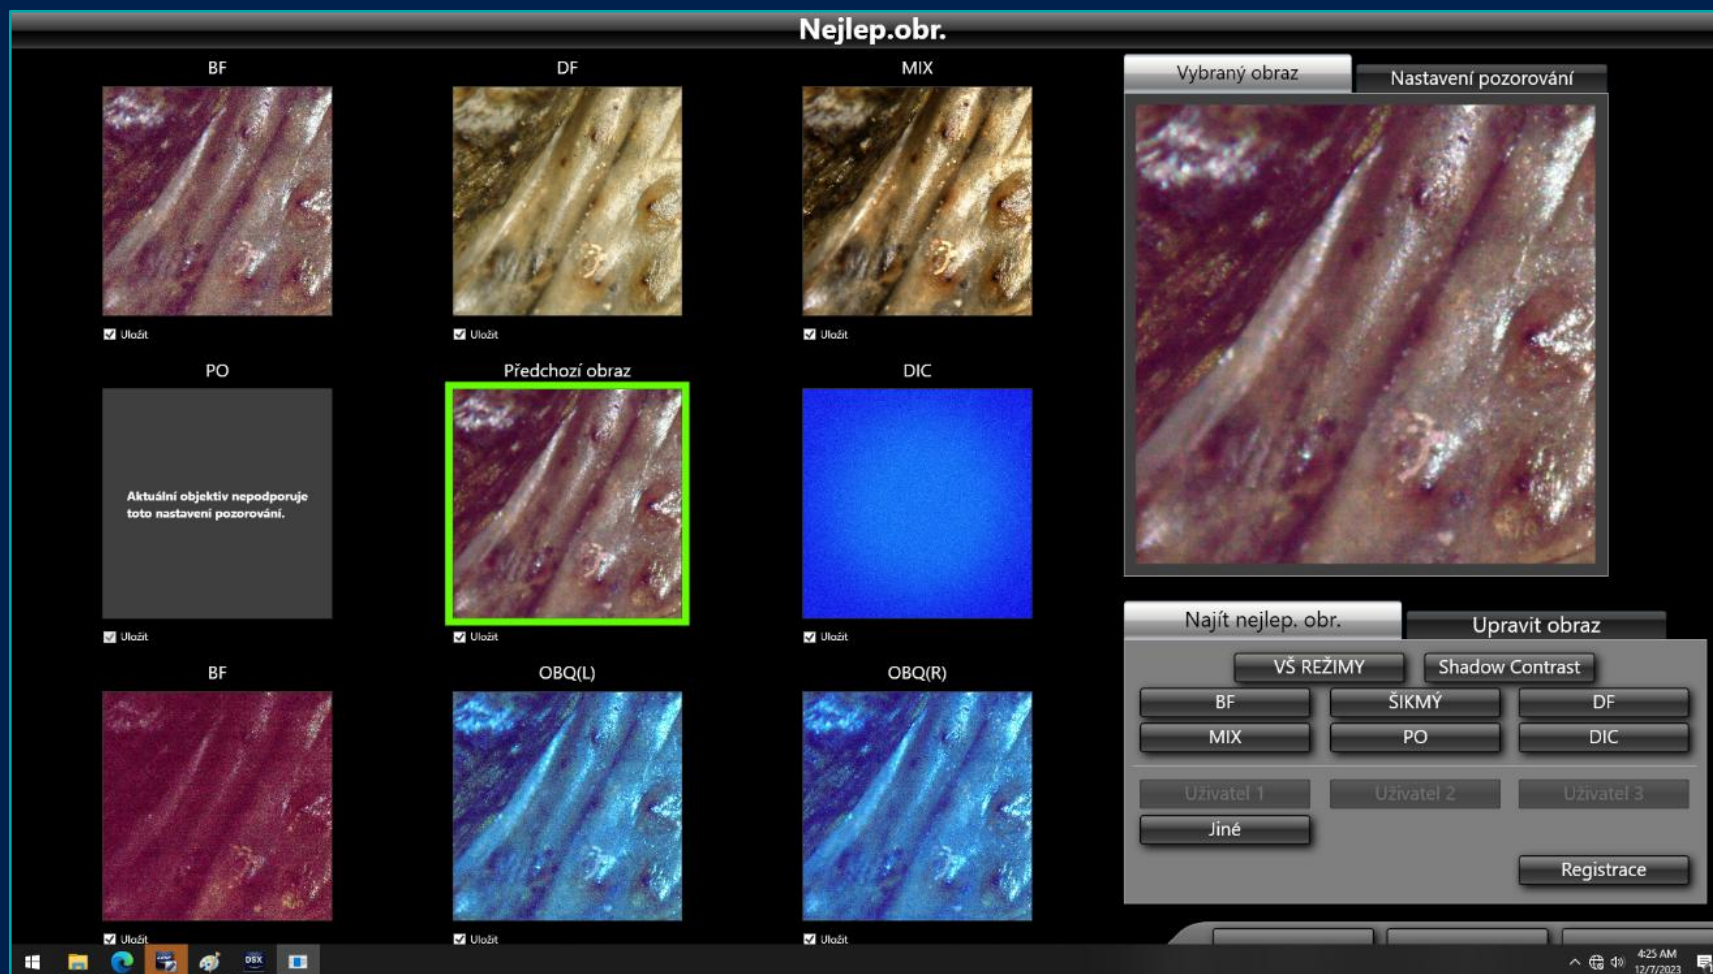 Nejlep.obr.
BF
DF
MIX
Uložit
Uložit
Uložit
PO
Předchozí obraz
DIC
Aktuální objektiv nepodporuje
toto nastavení pozorování.
Uložit
Uložit
Uložit
BF
OBQ(L)
OBQ(R)
Uložit
Uložit
Uložit
Vybraný obraz
Nastavení pozorování
Najít nejlep. obr.
Upravit obraz
VŠ REŽIMY
Shadow Contrast
BF
ŠIKMÝ
DF
MIX
PO
DIC
Uživatel 1
Uživatel 2
Uživatel 3
Jiné
Registrace
DSX
4:25 AM
12/7/2023